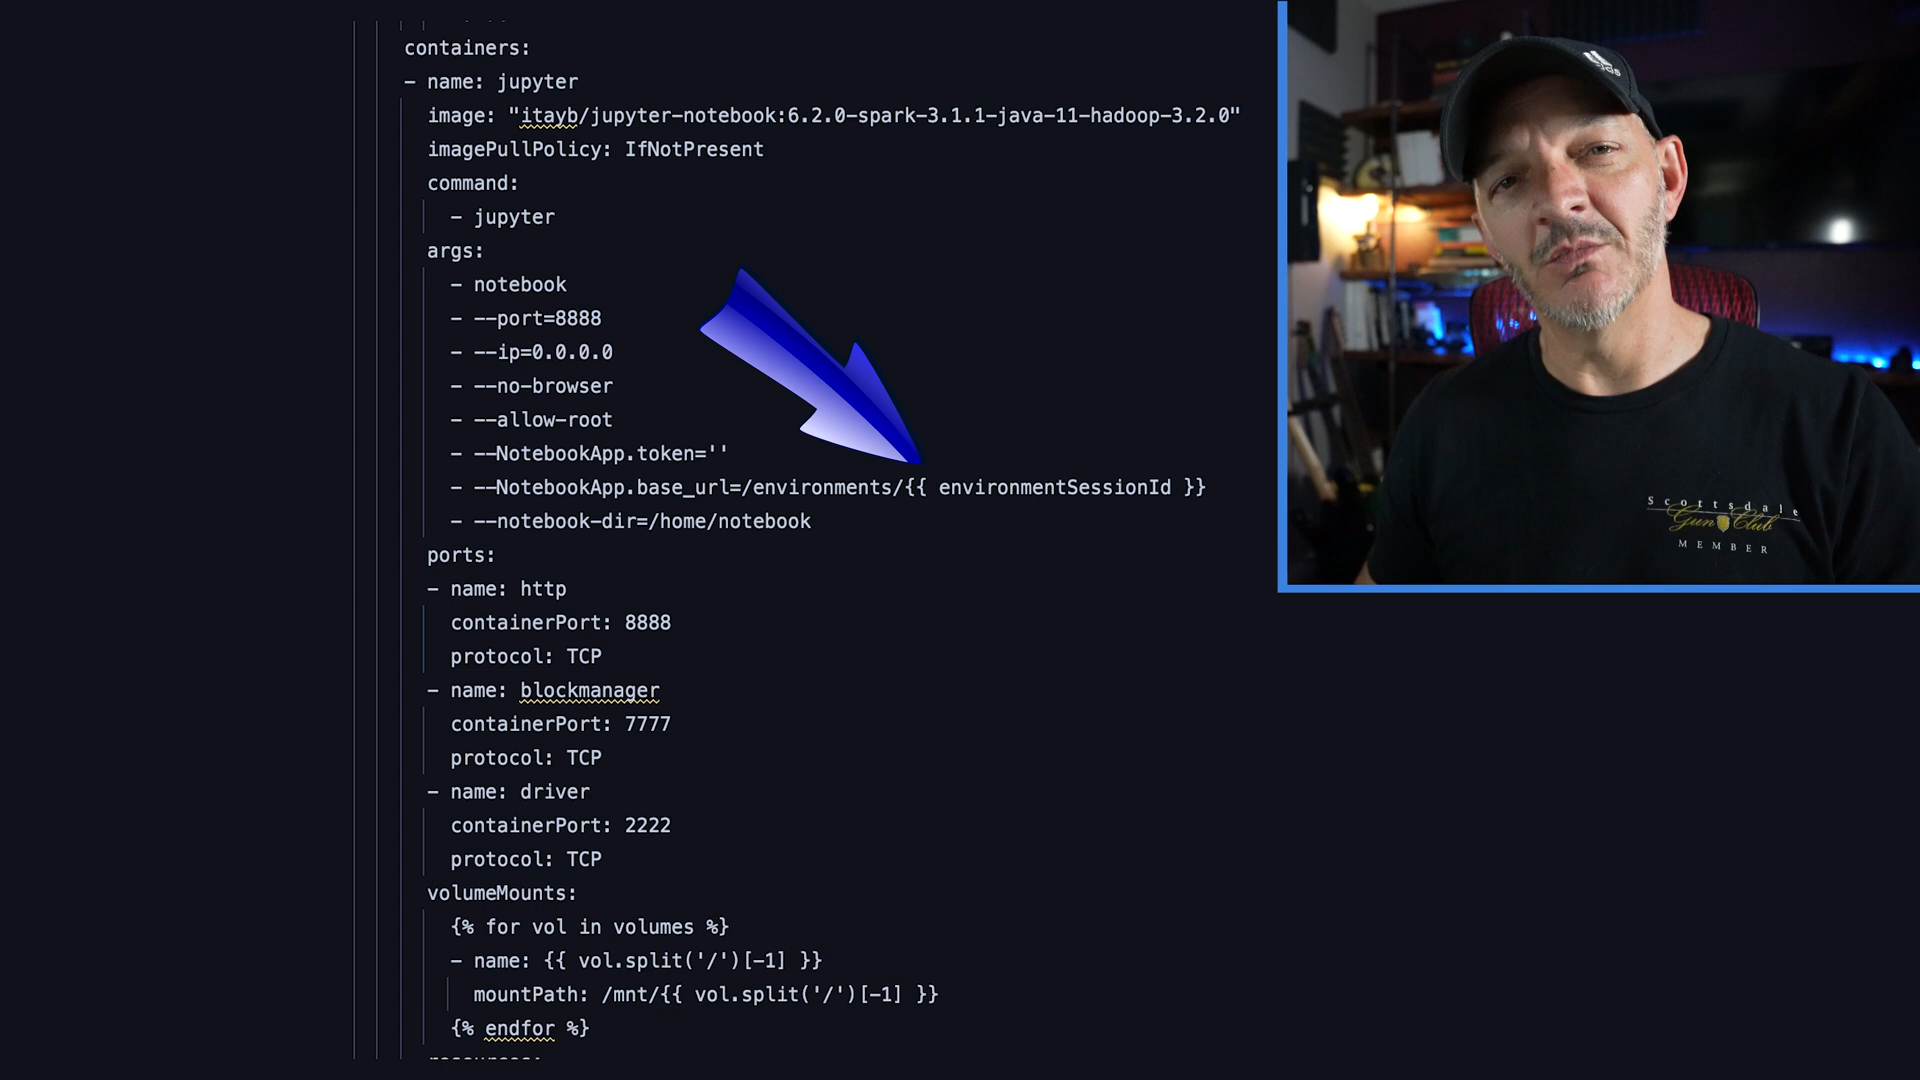 containers:
- name: jupyter
image: "itayb/jupyter-notebook:6.2.0-spark-3.1.1-java-11-hadoop-3.2.0"
imagePullPolicy: IfNotPresent
command:
- jupyter
args:
- notebook
- --port=8888
- --ip=0.0.0.0
- --no-browser
- --allow-root
- --NotebookApp.token=''
- --NotebookApp.base_url=/environments/{{ environmentSessionId }}
- --notebook-dir=/home/notebook
ports:
- name: http
containerPort: 8888
protocol: TCP
- name: blockmanager
containerPort: 7777
protocol: TCP
- name: driver
containerPort: 2222
protocol: TCP
volumeMounts:
{% for vol in volumes %}
- name: {{ vol.split('/')[-1] }}
mountPath: /mnt/{{ vol.split('/')[-1] }}
{% endfor %}
Scottsdale
Gun Club
MEMBER